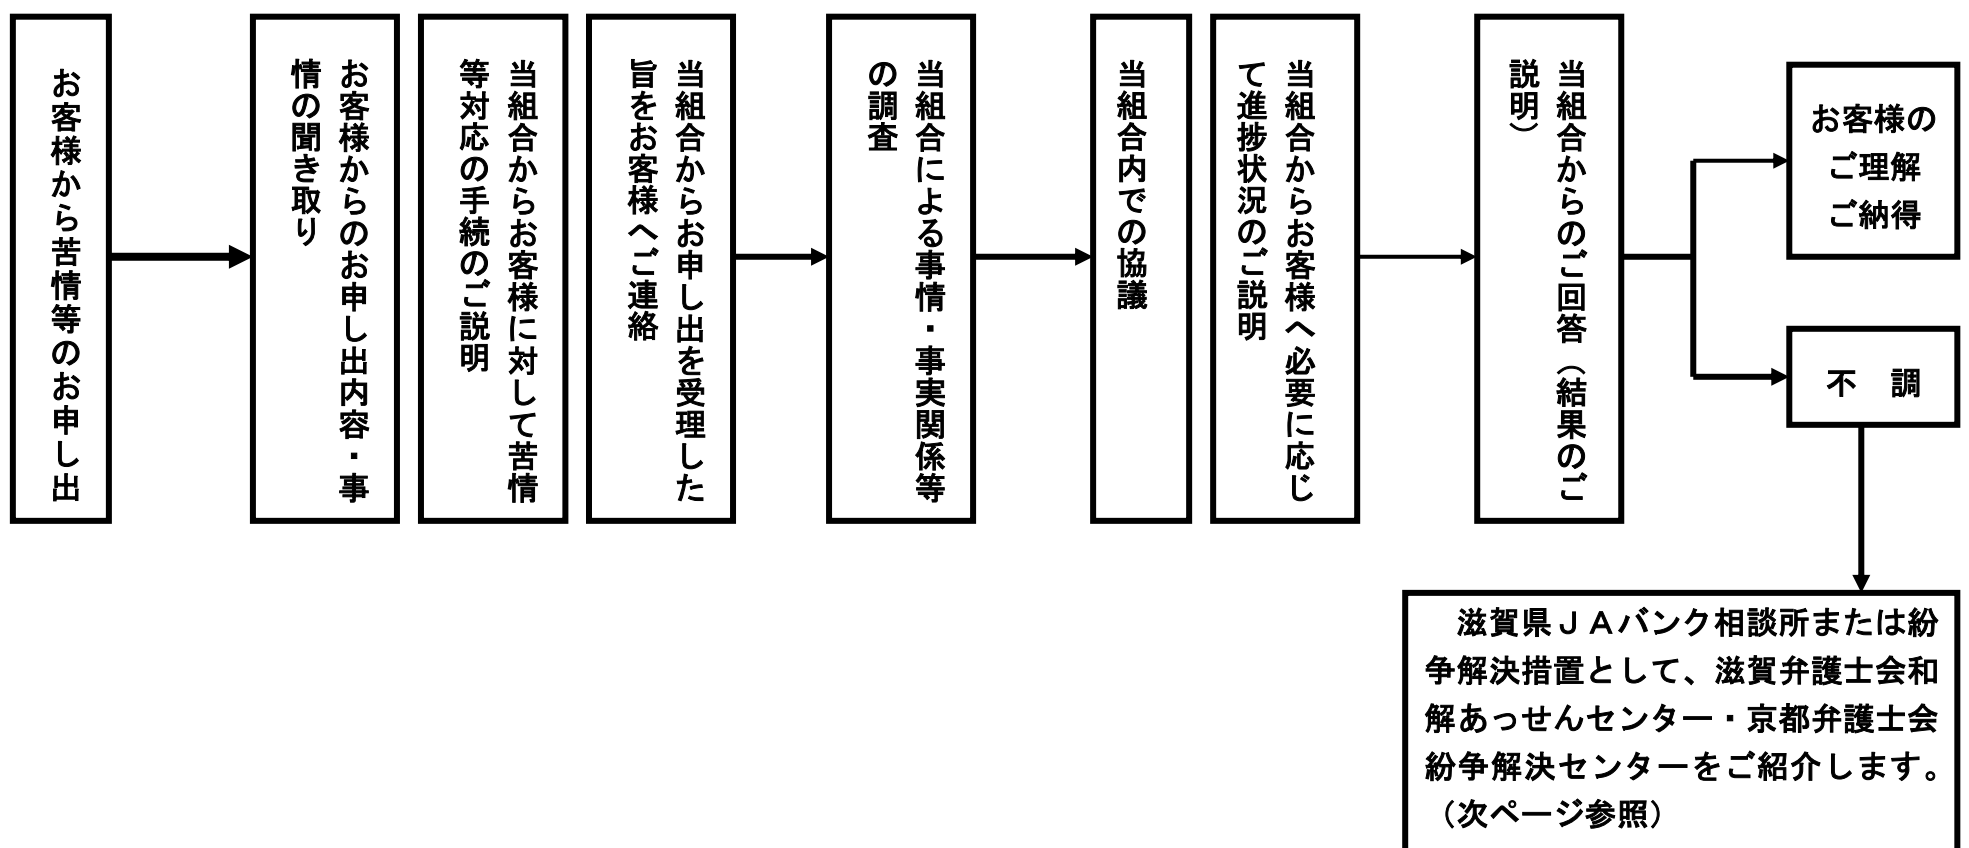 お客様から苦情等のお申し出
お客様からのお申し出内容・事
情の聞き取り
当組合からお客様に対して苦情
等対応の手続のご説明
当組合からお申し出を受理した
旨をお客様へご連絡
当組合による事情・事実関係等
の調査
当組合内での協議
当組合からお客様へ必要に応じ
て進捗状況のご説明
当組合からのご回答（結果のご
説明）
お客様の
ご理解
ご納得
不　調
滋賀県ＪＡバンク相談所または紛
争解決措置として、滋賀弁護士会和
解あっせんセンター・京都弁護士会
紛争解決センターをご紹介します。
（次ページ参照）